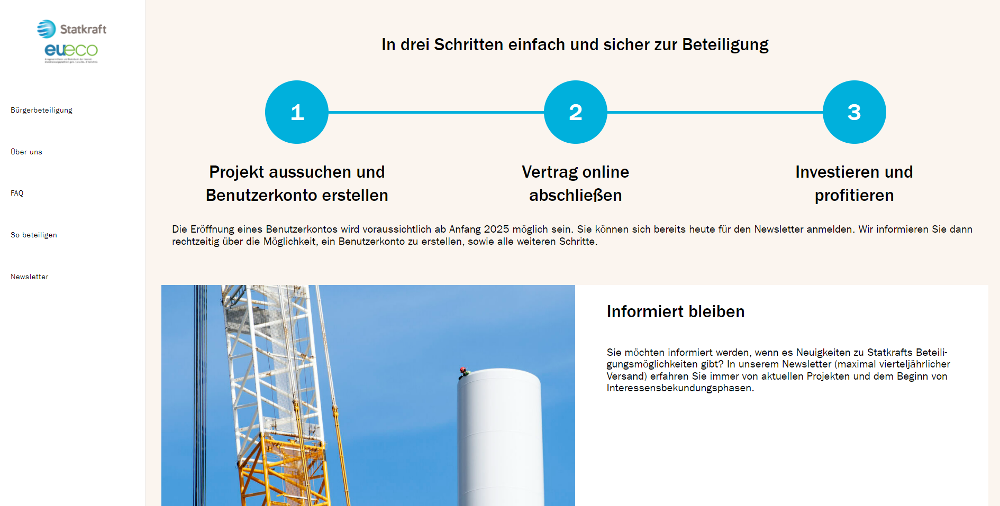 Statkraft
eueco
Bürgerbeteiligung
Über uns
FAQ
So beteiligen
Newsletter
In drei Schritten einfach und sicher zur Beteiligung
1
2
3
Projekt aussuchen und
Benutzerkonto erstellen
Vertrag online
abschließen
Investieren und
profitieren
Die Eröffnung eines Benutzerkontos wird voraussichtlich ab Anfang 2025 möglich sein. Sie können sich bereits heute für den Newsletter anmelden. Wir informieren Sie dann
rechtzeitig über die Möglichkeit, ein Benutzerkonto zu erstellen, sowie alle weiteren Schritte.
Informiert bleiben
Sie möchten informiert werden, wenn es Neuigkeiten zu Statkrafts Beteili-
gungsmöglichkeiten gibt? In unserem Newsletter (maximal vierteljährlicher
Versand) erfahren Sie immer von aktuellen Projekten und dem Beginn von
Interessensbekundungsphasen.